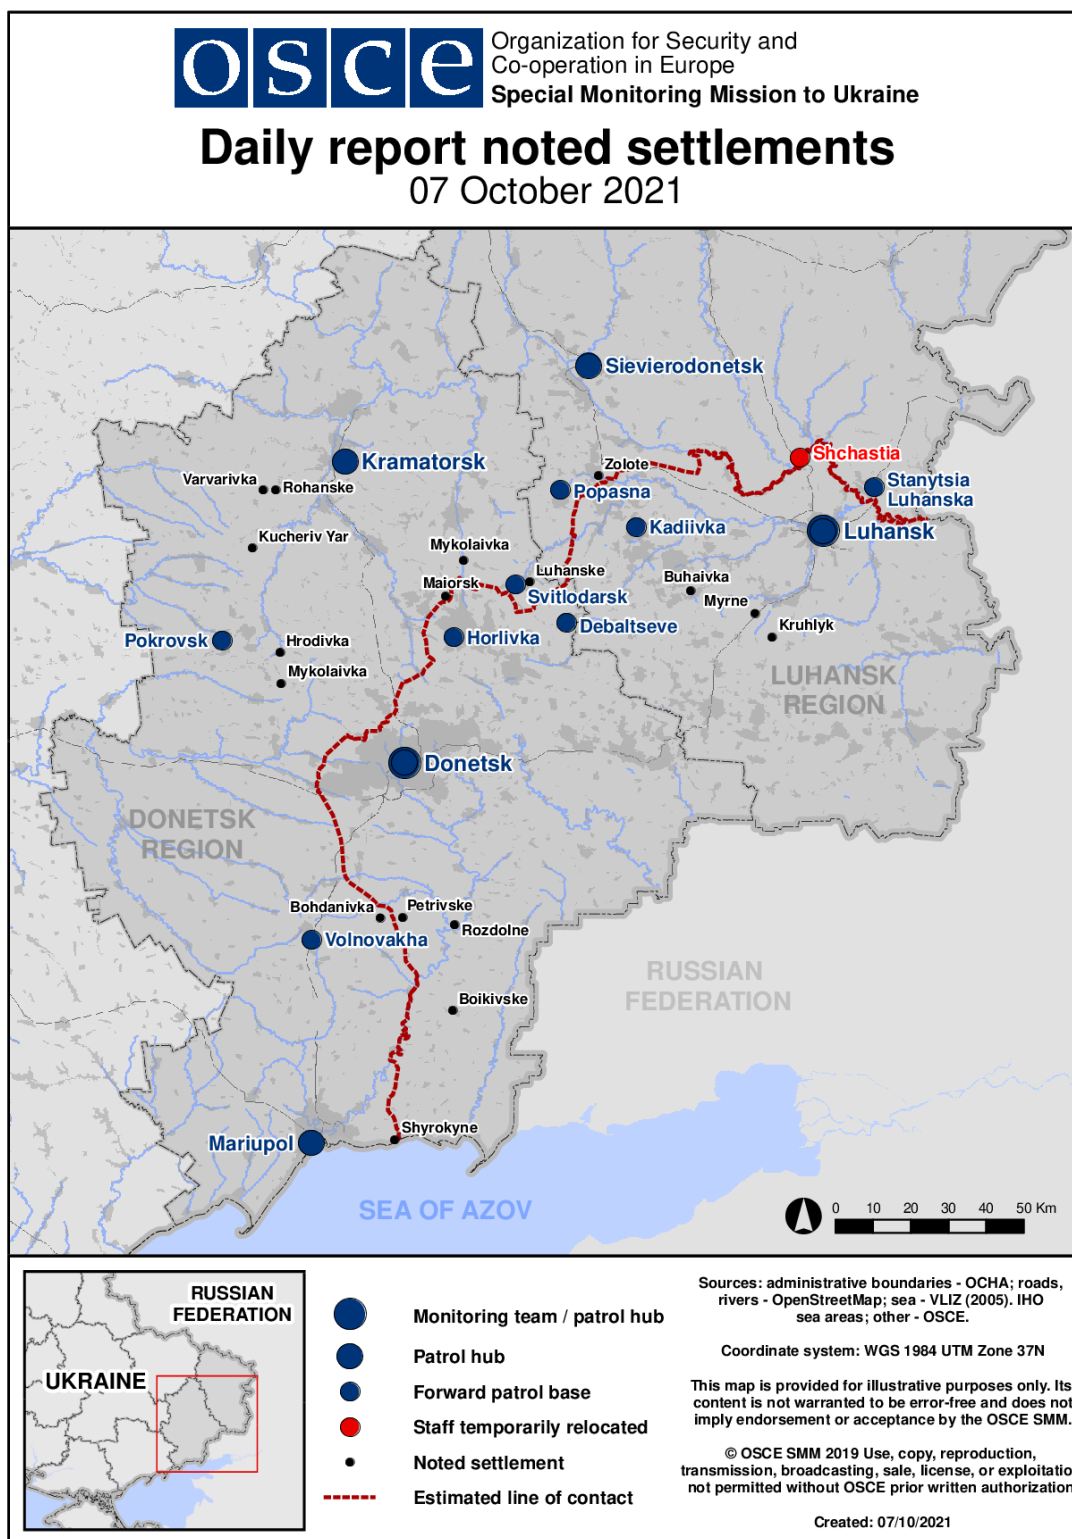 osce
Organization for Security and
Co-operation in Europe
Special Monitoring Mission to Ukraine
Daily report noted settlements
07 October 2021
Sievierodonetsk
Kramatorsk
Shchastia
Zolote
Varvarivka
Rohanske
Popasna
Stanytsia
Luhanska
Kadiivka
Luhansk
Kucheriv Yar
Mykolaivka
Luhanske
Maiorsk
Svitlodarsk
Buhaivka
Myrne
Debaltseve
Kruhlyk
Pokrovsk
Hrodivka
Horlivka
Mykolaivka
LUHANSK
REGION
Donetsk
DONETSK
REGION
Bohdanivka
Petrivske
Rozdolne
Volnovakha
RUSSIAN
FEDERATION
Boikivske
Shyrokyne
Mariupol
SEA OF AZOV
0 10 20 30 40 50 Km
RUSSIAN
FEDERATION
UKRAINE
Monitoring team / patrol hub
Patrol hub
Forward patrol base
Staff temporarily relocated
Noted settlement
Estimated line of contact
Sources: administrative boundaries - OCHA; roads,
rivers - OpenStreetMap; sea - VLIZ (2005). IHO
sea areas; other - OSCE.
Coordinate system: WGS 1984 UTM Zone 37N
This map is provided for illustrative purposes only. Its
content is not warranted to be error-free and does not
imply endorsement or acceptance by the OSCE SMM.
© OSCE SMM 2019 Use, copy, reproduction,
transmission, broadcasting, sale, license, or exploitatio
not permitted without OSCE prior written authorization
Created: 07/10/2021